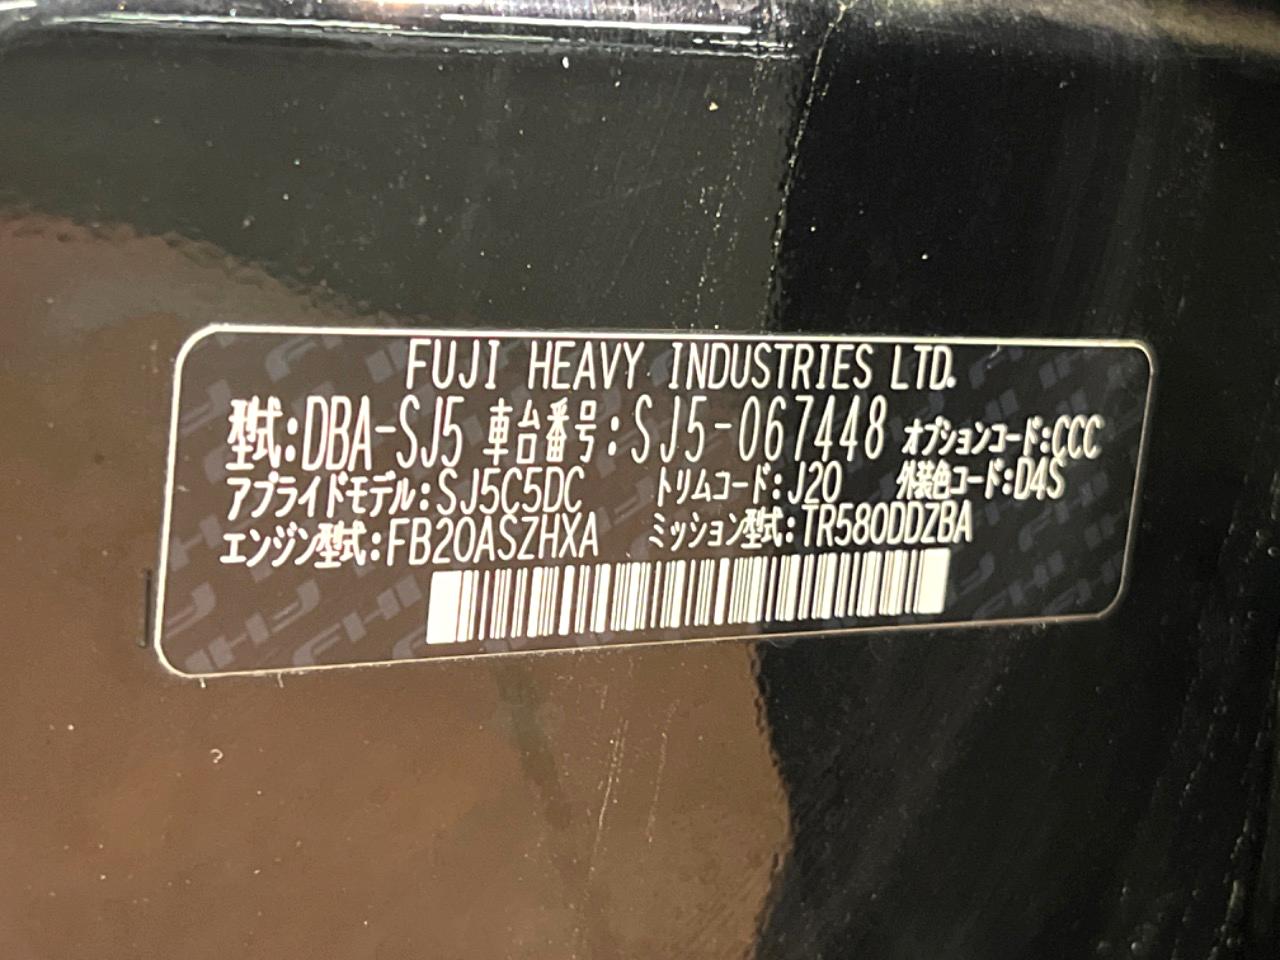 FUJI HEAVY INDUSTRIES LTD.
型式:DBA-SJ5 車台番号:SJ5-067448 オプションコード:CCC
アプライドモデル:SJ5C5DC トリムコード:J20 外装色コード:D4S
エンジン型式:FB20ASZHXA ミッション型式:TR580DDZBA